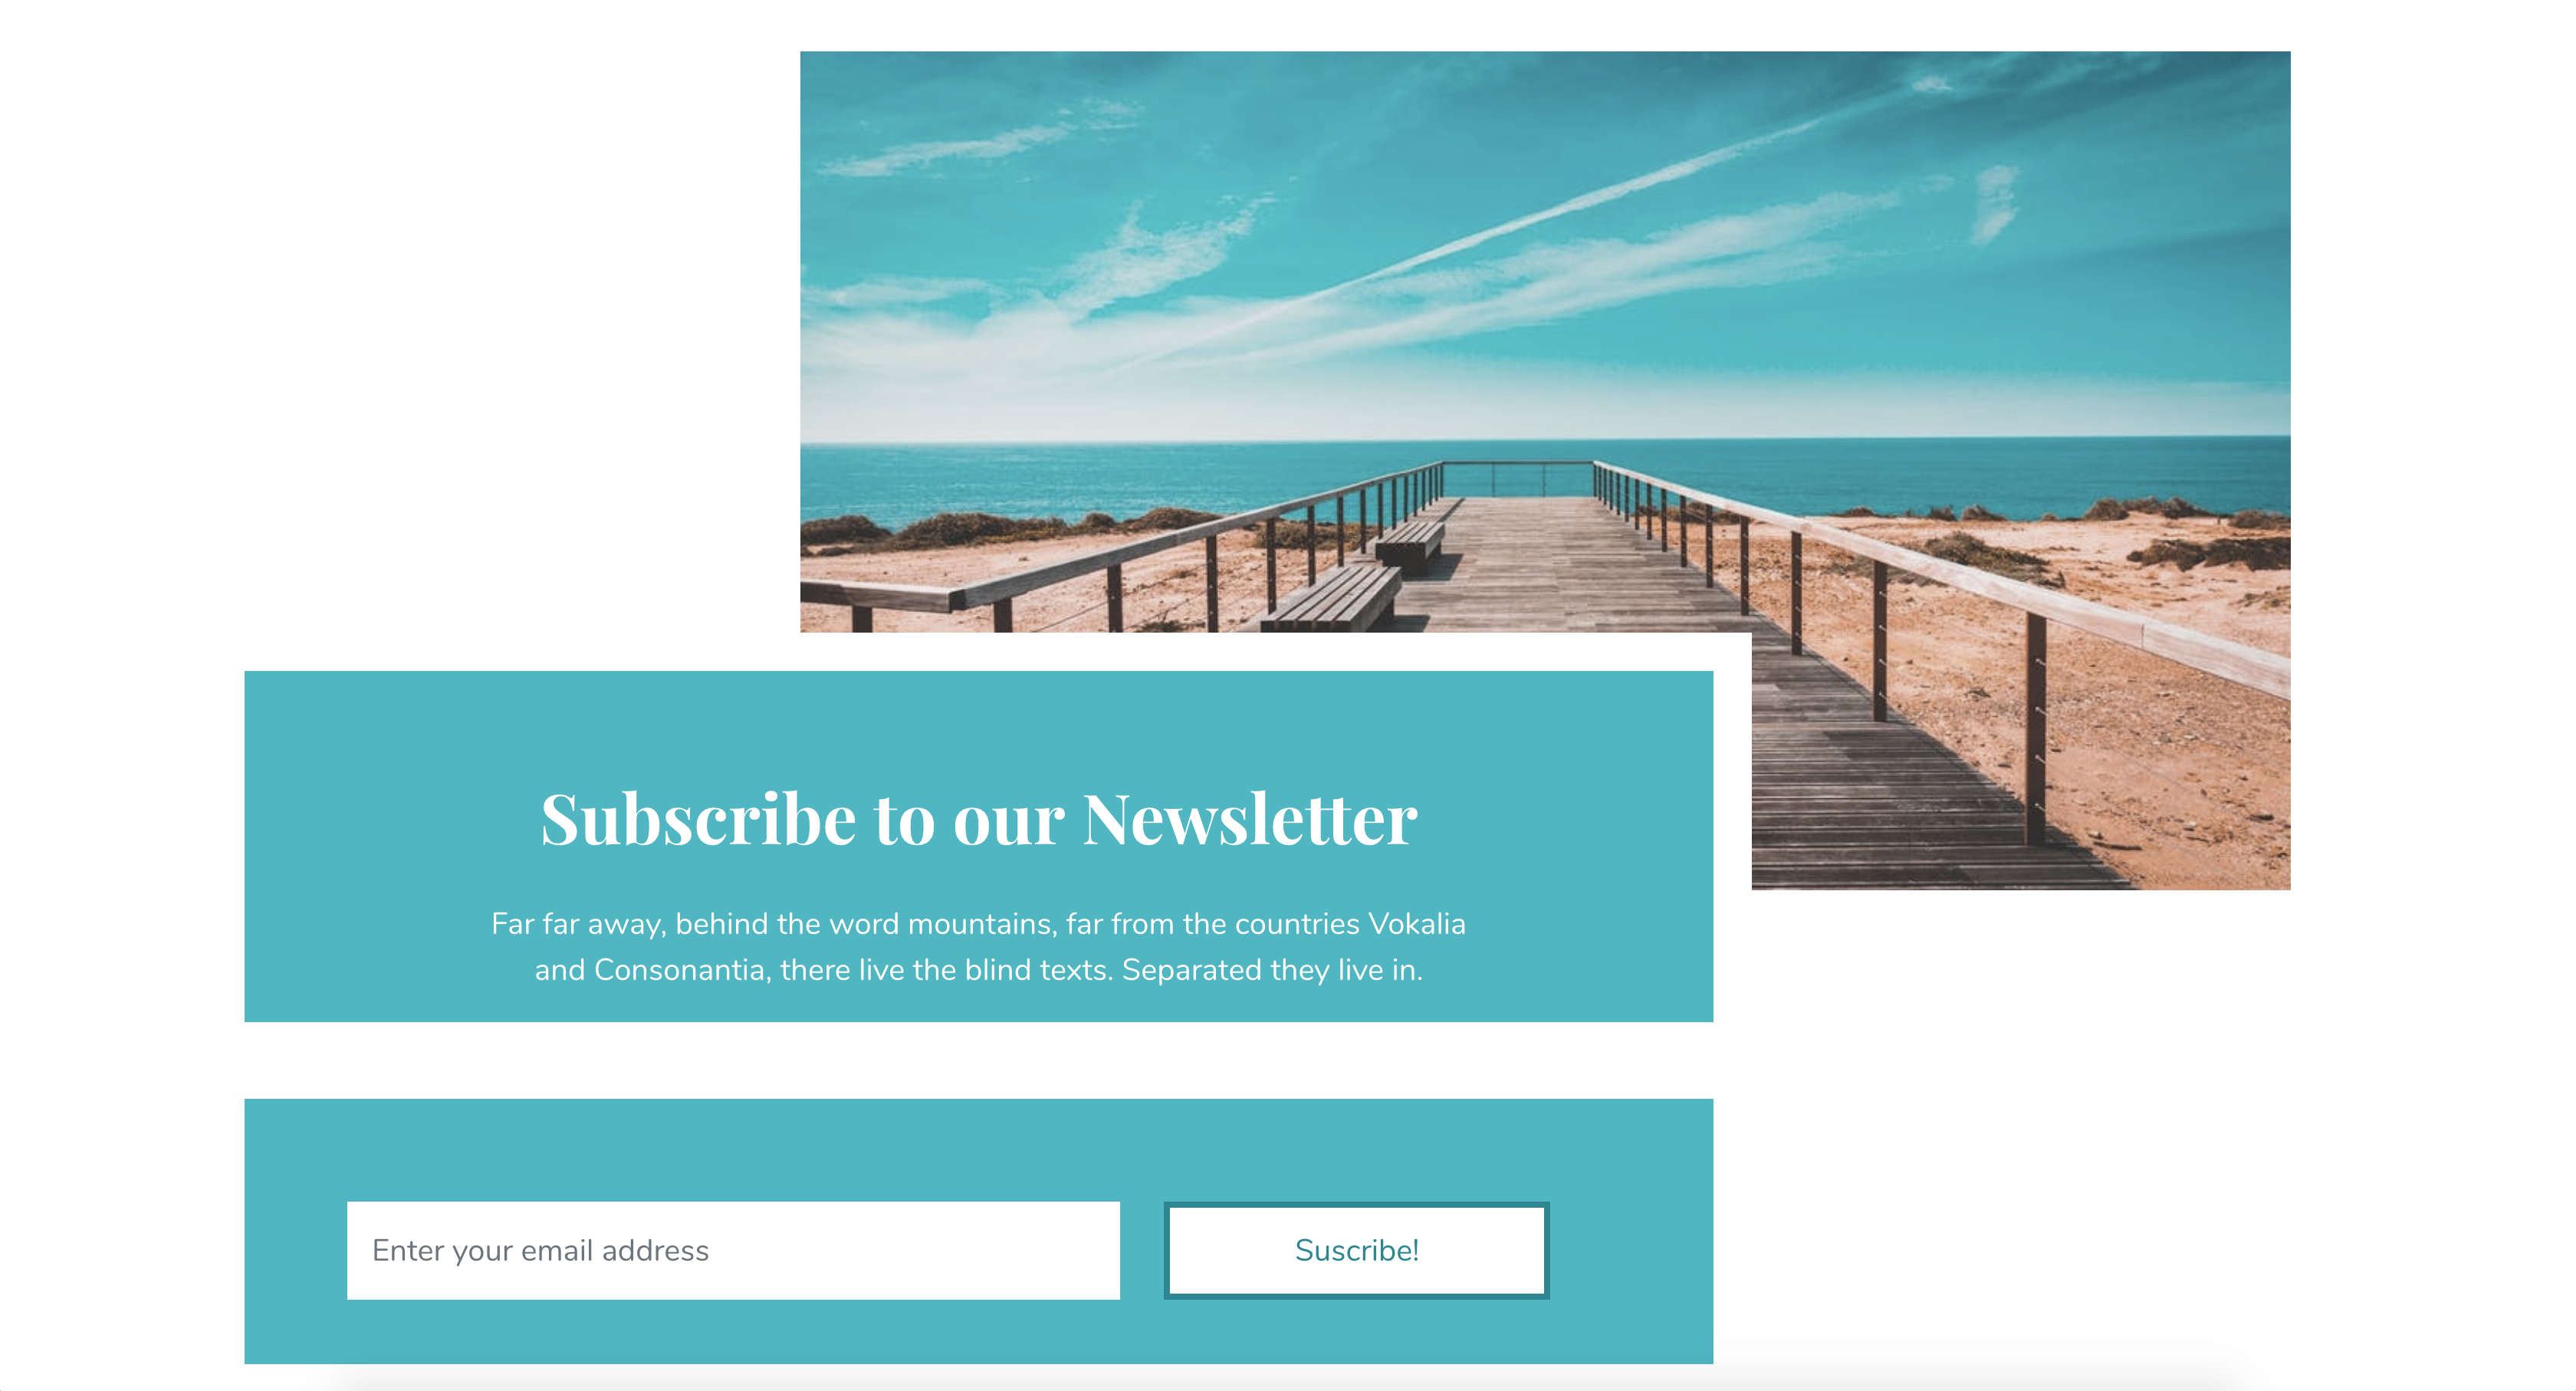 Subscribe to our Newsletter
Far far away, behind the word mountains, far from the countries Vokalia
and Consonantia, there live the blind texts. Separated they live in.
Enter your email address
Suscribe!